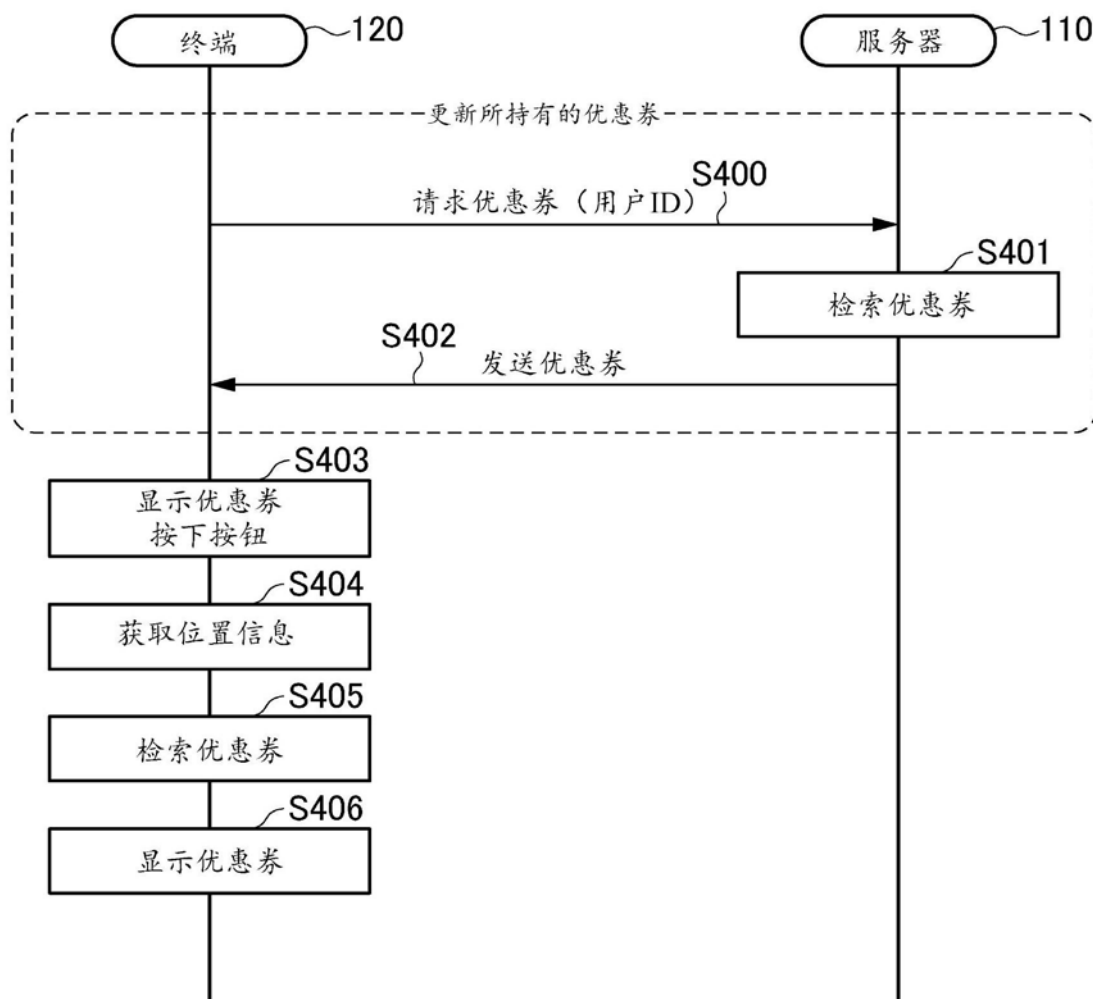 终端
120
服务器
110
更新所持有的优惠券
S400
请求优惠券（用户ID）
S401
检索优惠券
S402
发送优惠券
S403
显示优惠券
按下按钮
S404
获取位置信息
S405
检索优惠券
S406
显示优惠券